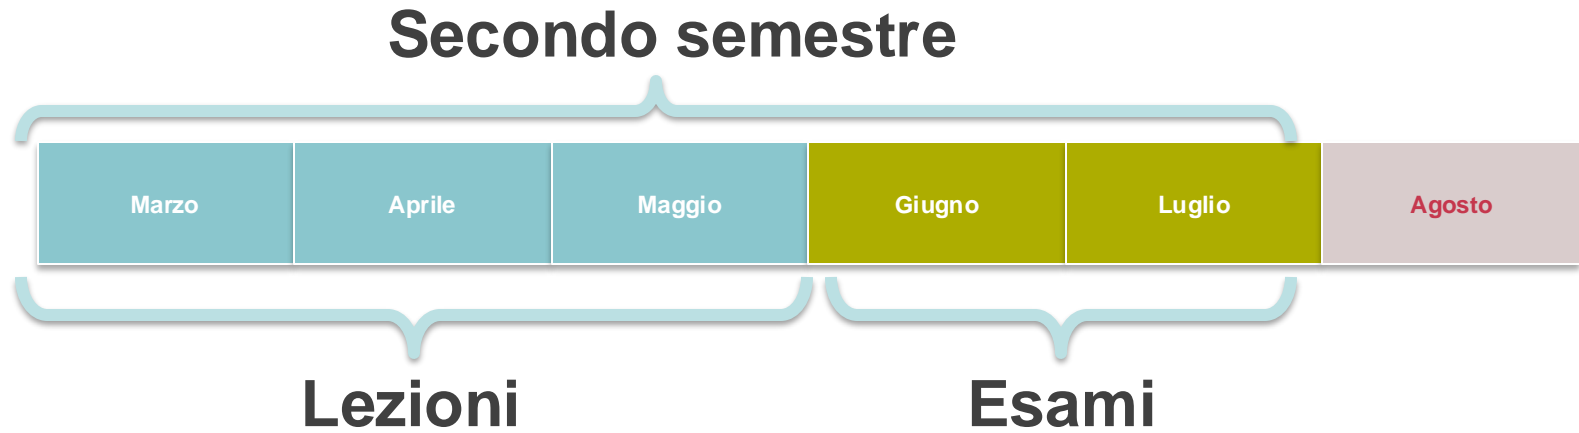 Secondo semestre
Marzo Aprile Maggio Giugno Luglio Agosto
Lezioni Esami